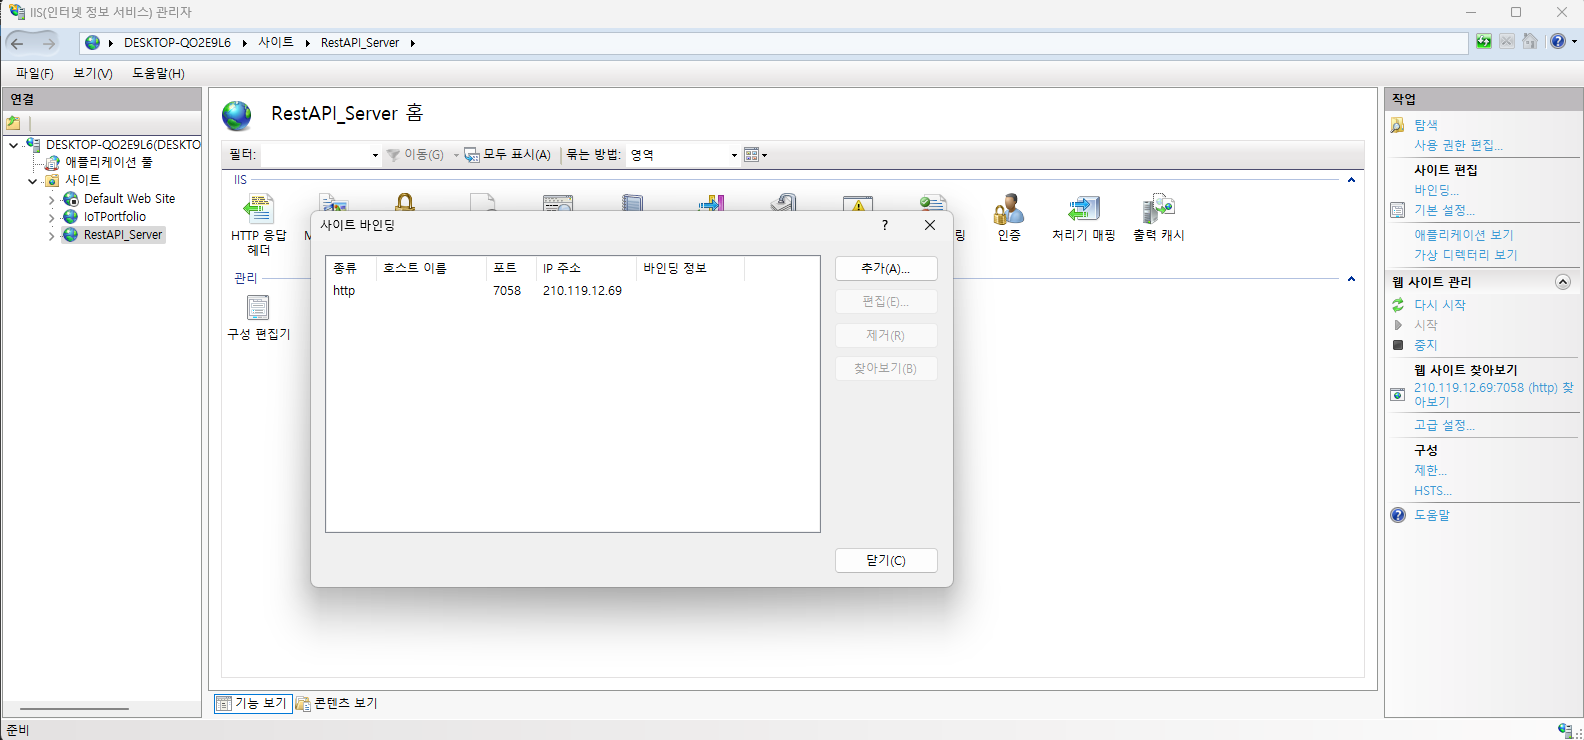 IIS(인터넷 정보 서비스) 관리자
DESKTOP-QO2E9L6 사이트 RestAPI_Server
파일(F) 보기(V) 도움말(H)
연결
DESKTOP-QO2E9L6(DESKTO
애플리케이션 풀
사이트
Default Web Site
IoTPortfolio
RestAPI_Server
RestAPI_Server 홈
필터: 이동(G) 모두 표시(A) 묶는 방법: 영역
IIS
HTTP 응답
헤더
M
링
인증
처리기 매핑
출력 캐시
관리
구성 편집기
사이트 바인딩
?
종류 호스트 이름 포트 IP 주소 바인딩 정보
http 7058 210.119.12.69
추가(A)...
편집(E)...
제거(R)
찾아보기(B)
닫기(C)
기능 보기 콘텐츠 보기
작업
탐색
사용 권한 편집...
사이트 편집
바인딩...
기본 설정...
애플리케이션 보기
가상 디렉터리 보기
웹 사이트 관리
다시 시작
시작
중지
웹 사이트 찾아보기
210.119.12.69:7058 (http) 찾
아보기
고급 설정...
구성
제한...
HSTS...
도움말
준비